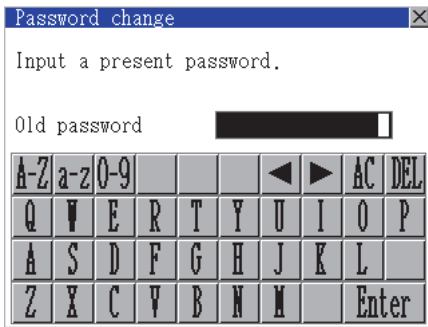 Password change ×
Input a present password.
Old password
A-Z a-z 0-9 ◀ ▶ AC DEL
Q W E R T Y U I O P
A S D F G H J K L
Z X C V B N M Enter